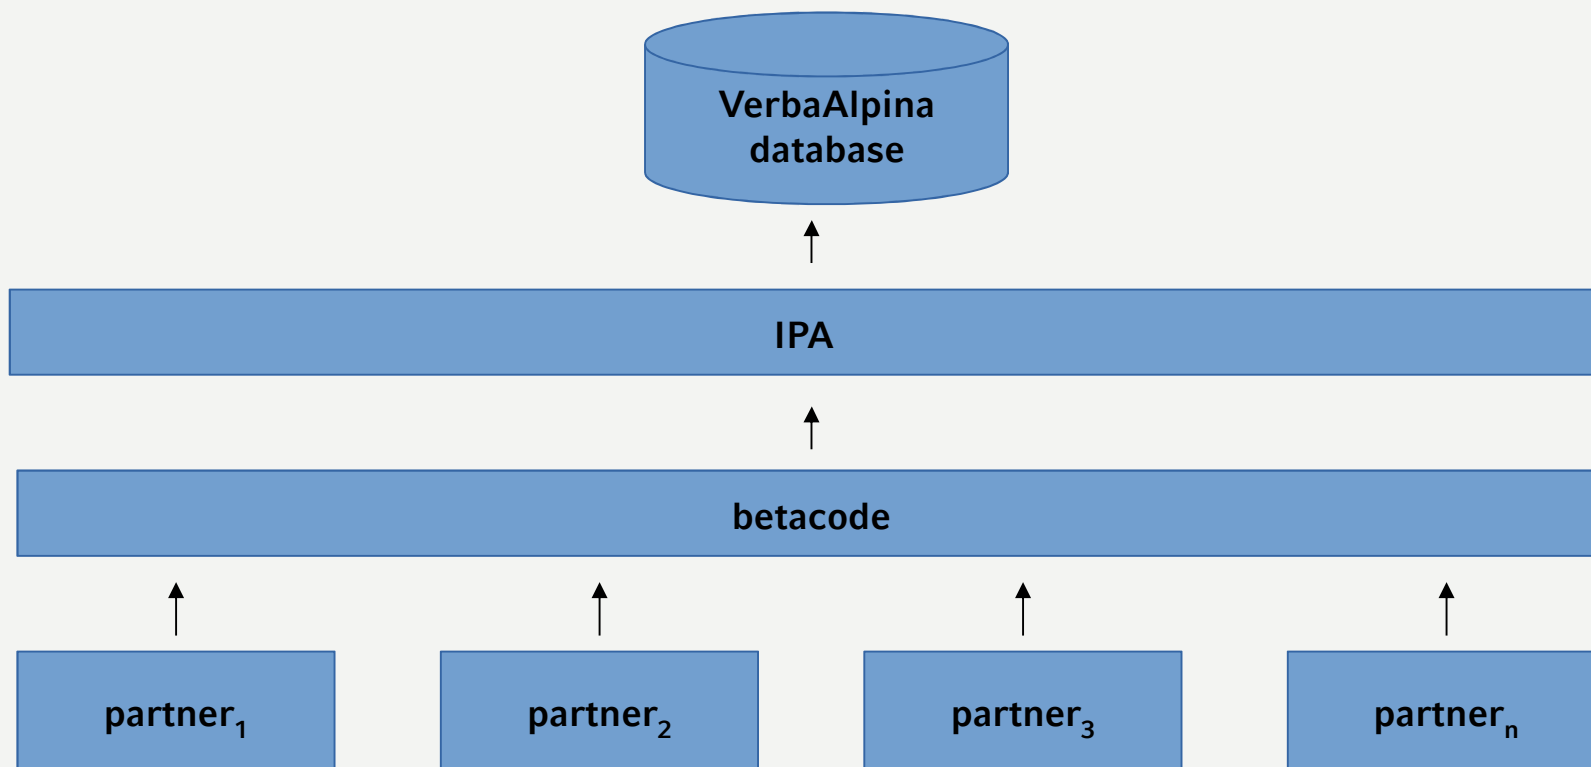 VerbaAlpina
database
IPA
betacode
partner₁ partner₂ partner₃ partnerₙ